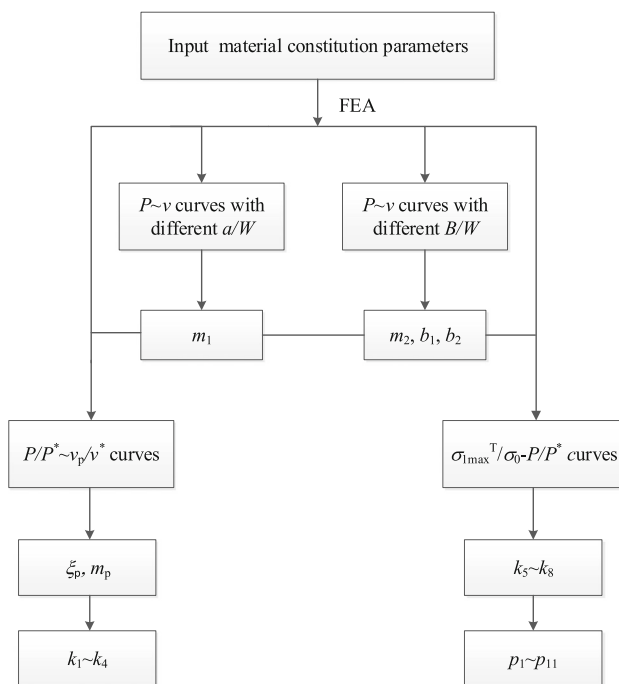 Input material constitution parameters
FEA
P~v curves with
different a/W
P~v curves with
different B/W
m₁
m₂, b₁, b₂
P/P*~vₚ/v* curves
σ₁ₘₐₓᵀ/σ₀-P/P* curves
ξₚ, mₚ
k₅~k₈
k₁~k₄
p₁~p₁₁